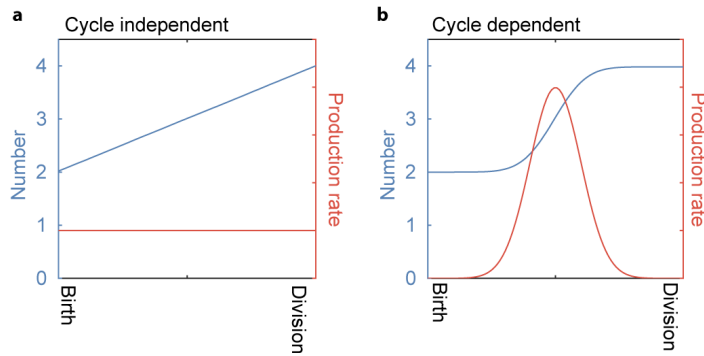 a
Cycle independent
4
3
2
1
0
Number
Production rate
Birth
Division
b
Cycle dependent
4
3
2
1
0
Number
Production rate
Birth
Division